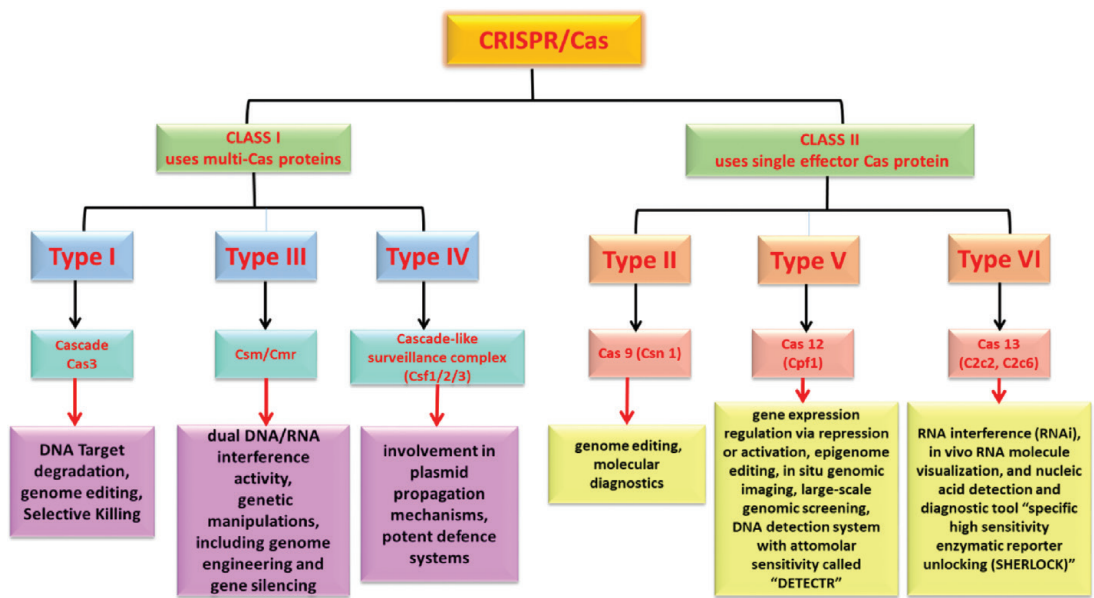 CRISPR/Cas
CLASS I
uses multi-Cas proteins
CLASS II
uses single effector Cas protein
Type I
Type III
Type IV
Type II
Type V
Type VI
Cascade
Cas3
Csm/Cmr
Cascade-like
surveillance complex
(Csf1/2/3)
Cas 9 (Csn 1)
Cas 12
(Cpf1)
Cas 13
(C2c2, C2c6)
DNA Target
degradation,
genome editing,
Selective Killing
dual DNA/RNA
interference
activity,
genetic
manipulations,
including genome
engineering and
gene silencing
involvement in
plasmid
propagation
mechanisms,
potent defence
systems
genome editing,
molecular
diagnostics
gene expression
regulation via repression
or activation, epigenome
editing, in situ genomic
imaging, large-scale
genomic screening,
DNA detection system
with attomolar
sensitivity called
“DETECTR”
RNA interference (RNAi),
in vivo RNA molecule
visualization, and nucleic
acid detection and
diagnostic tool “specific
high sensitivity
enzymatic reporter
unlocking (SHERLOCK)”